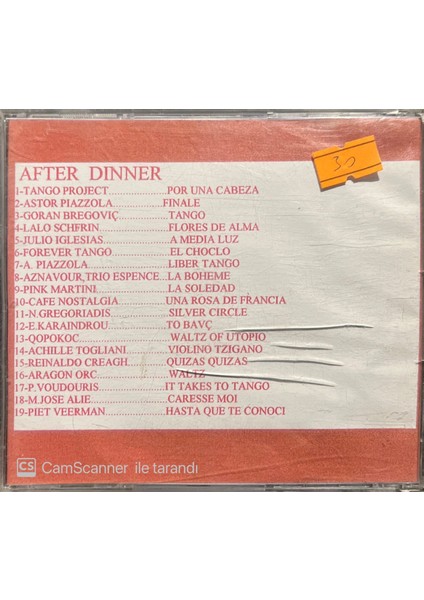 30
AFTER DINNER
1-TANGO PROJECT....................POR UNA CABEZA
2-ASTOR PIAZZOLA...................FINALE
3-GORAN BREGOVIÇ...................TANGO
4-LALO SCHFRIN.....................FLORES DE ALMA
5-JULIO IGLESIAS...................A MEDIA LUZ
6-FOREVER TANGO....................EL CHOCLO
7-A. PIAZOLLA......................LIBER TANGO
8-AZNAVOUR,TRIO ESPENCE...LA BOHEME
9-PINK MARTINI.....................LA SOLEDAD
10-CAFE NOSTALGIA..............UNA ROSA DE FRANCIA
11-N.GREGORIADIS...............SILVER CIRCLE
12-E.KARAINDROU................TO BAVÇ
13-QOPOKOC.....................WALTZ OF UTOPIO
14-ACHILLE TOGLIANI............VIOLINO TZIGANO
15-REINALDO CREAGH.............QUIZAS QUIZAS
16-ARAGON ORC..................WALTZ
17-P.VOUDOURIS.................IT TAKES TO TANGO
18-M.JOSE ALIE.................CARESSE MOI
19-PIET VEERMAN................HASTA QUE TE CONOCI
CS CamScanner ile tarandı